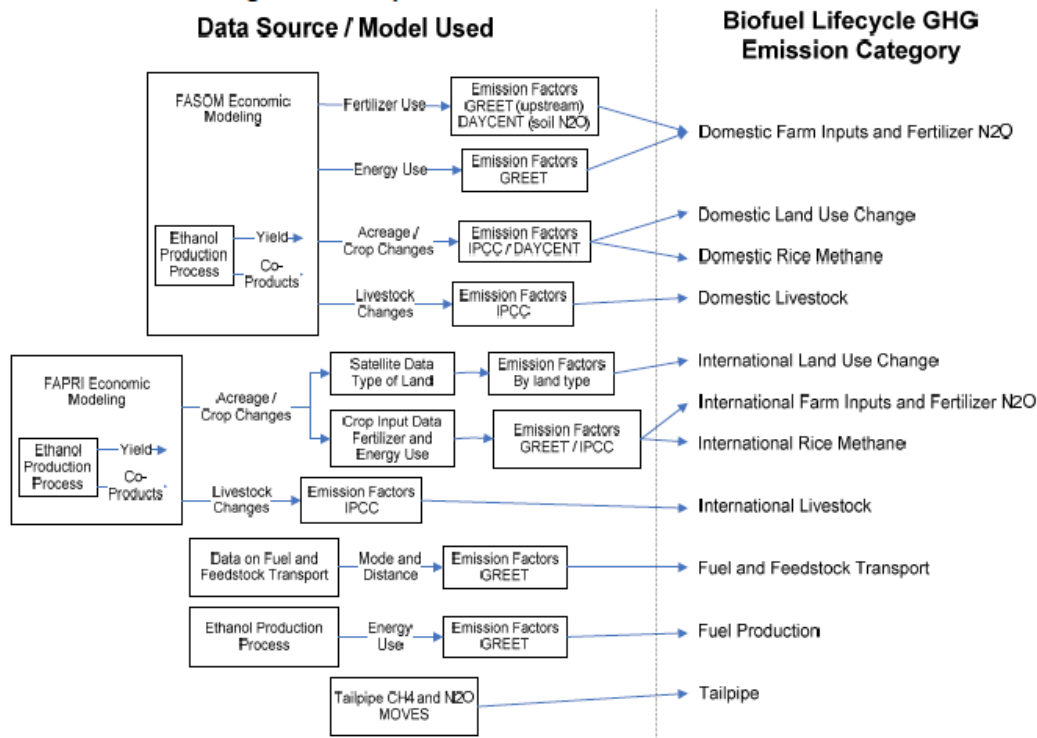 Data Source / Model Used
Biofuel Lifecycle GHG
Emission Category
FASOM Economic
Modeling
Fertilizer Use
Emission Factors
GREET (upstream)
DAYCENT (soil N2O)
Domestic Farm Inputs and Fertilizer N2O
Energy Use
Emission Factors
GREET
Ethanol
Production
Process
Yield
Co-
Products
Acreage /
Crop Changes
Emission Factors
IPCC / DAYCENT
Domestic Land Use Change
Domestic Rice Methane
Livestock
Changes
Emission Factors
IPCC
Domestic Livestock
FAPRI Economic
Modeling
Ethanol
Production
Process
Yield
Co-
Products
Acreage /
Crop Changes
Satellite Data
Type of Land
Emission Factors
By land type
International Land Use Change
Crop Input Data
Fertilizer and
Energy Use
Emission Factors
GREET / IPCC
International Farm Inputs and Fertilizer N2O
International Rice Methane
Livestock
Changes
Emission Factors
IPCC
International Livestock
Data on Fuel and
Feedstock Transport
Mode and
Distance
Emission Factors
GREET
Fuel and Feedstock Transport
Ethanol Production
Process
Energy
Use
Emission Factors
GREET
Fuel Production
Tailpipe CH4 and N2O
MOVES
Tailpipe